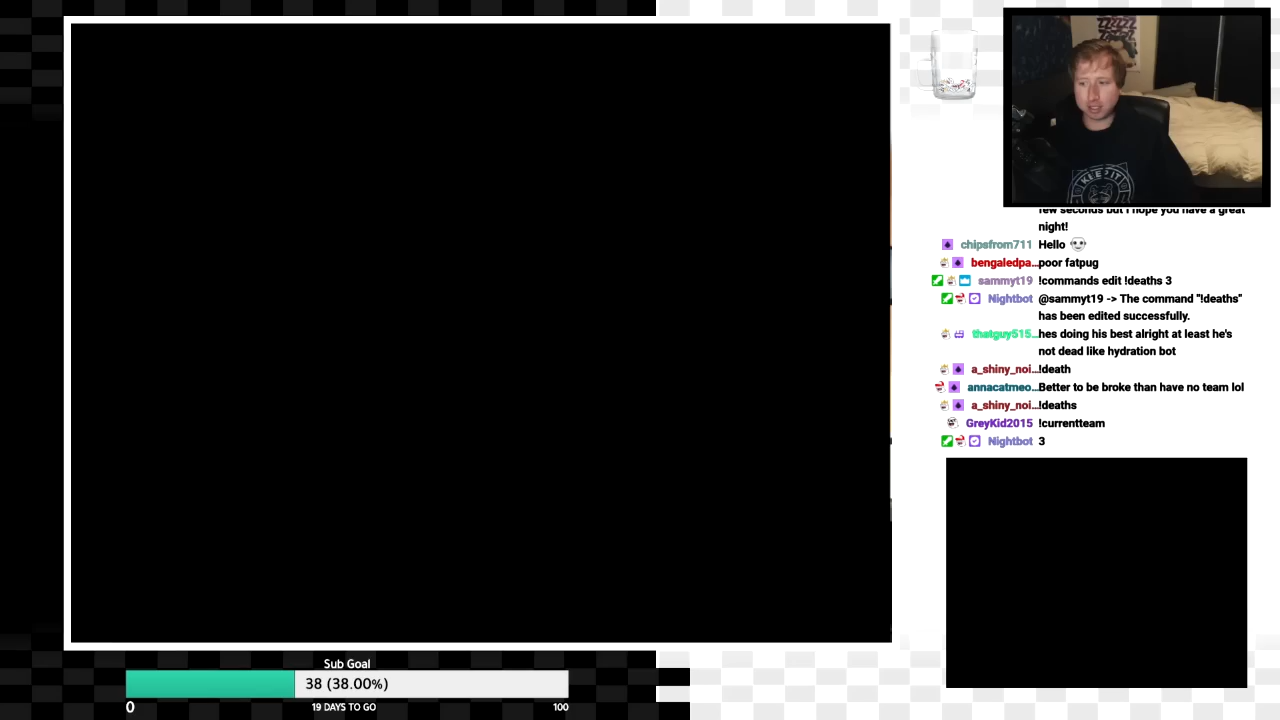 few seconds but I hope you have a great
night!
chipsfrom711 Hello
bengaledpa... poor fatpug
sammyt19 !commands edit !deaths 3
Nightbot @sammyt19 -> The command "!deaths"
has been edited successfully.
thatguy515... hes doing his best alright at least he's
not dead like hydration bot
a_shiny_noi... !death
annacatmeo... Better to be broke than have no team lol
a_shiny_noi... !deaths
GreyKid2015 !currentteam
Nightbot 3
KEEP IT
Sub Goal
38 (38.00%)
0 19 DAYS TO GO 100